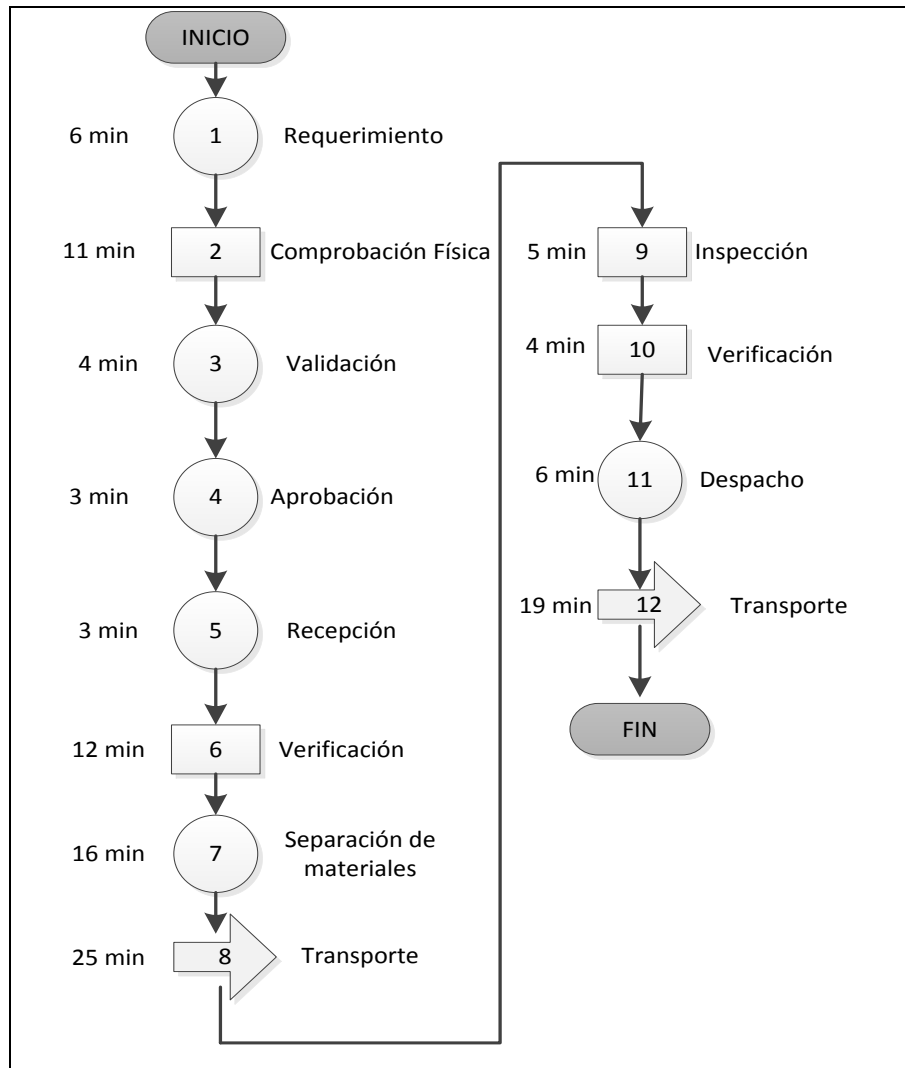 INICIO
6 min 1 Requerimiento
11 min 2 Comprobación Física
4 min 3 Validación
3 min 4 Aprobación
3 min 5 Recepción
12 min 6 Verificación
16 min 7 Separación de
materiales
25 min 8 Transporte
5 min 9 Inspección
4 min 10 Verificación
6 min 11 Despacho
19 min 12 Transporte
FIN